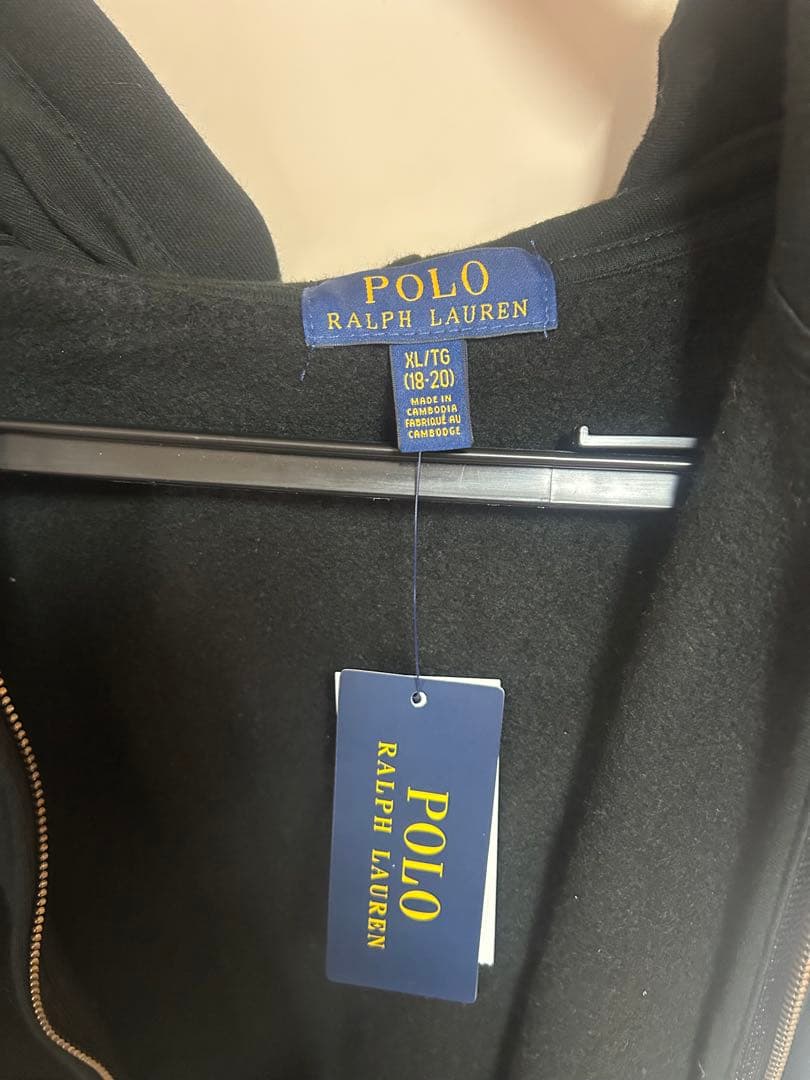 POLO
RALPH LAUREN
XL/TG
(18-20)
MADE IN
CAMBODIA
FABRIQUÉ AU
CAMBODGE
POLO
RALPH LAUREN